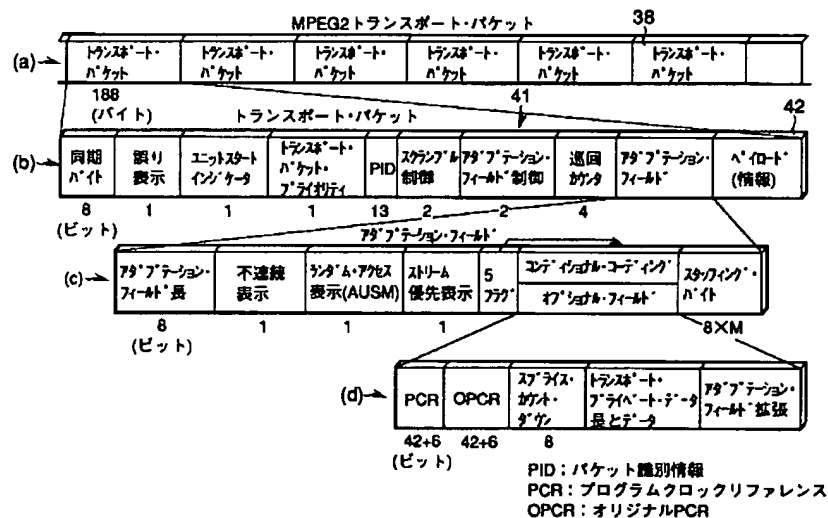 MPEG2トランスポート・パケット
38
(a)
トランスポート・パケット
トランスポート・パケット
トランスポート・パケット
トランスポート・パケット
トランスポート・パケット
トランスポート・パケット
188
(バイト)
トランスポート・パケット
41
42
(b)
同期バイト
誤り表示
ユニットスタートインジケータ
トランスポート・パケット・プライオリティ
PID
スクランブル制御
アダプテーション・フィールド制御
巡回カウンタ
アダプテーション・フィールド
ペイロード(情報)
8 1 1 1 13 2 2 4
(ビット)
アダプテーション・フィールド
(c)
アダプテーション・フィールド長
不連続表示
ランダム・アクセス表示(AUSM)
ストリーム優先表示
5フラグ
コンディショナル・コーディング
オプショナル・フィールド
スタッフィング・バイト
8 1 1 1 8×M
(ビット)
(d)
PCR
OPCR
スプライス・カウント・ダウン
トランスポート・プライベート・データ長とデータ
アダプテーション・フィールド拡張
42+6 42+6 8
(ビット)
PID:パケット識別情報
PCR:プログラムクロックリファレンス
OPCR:オリジナルPCR